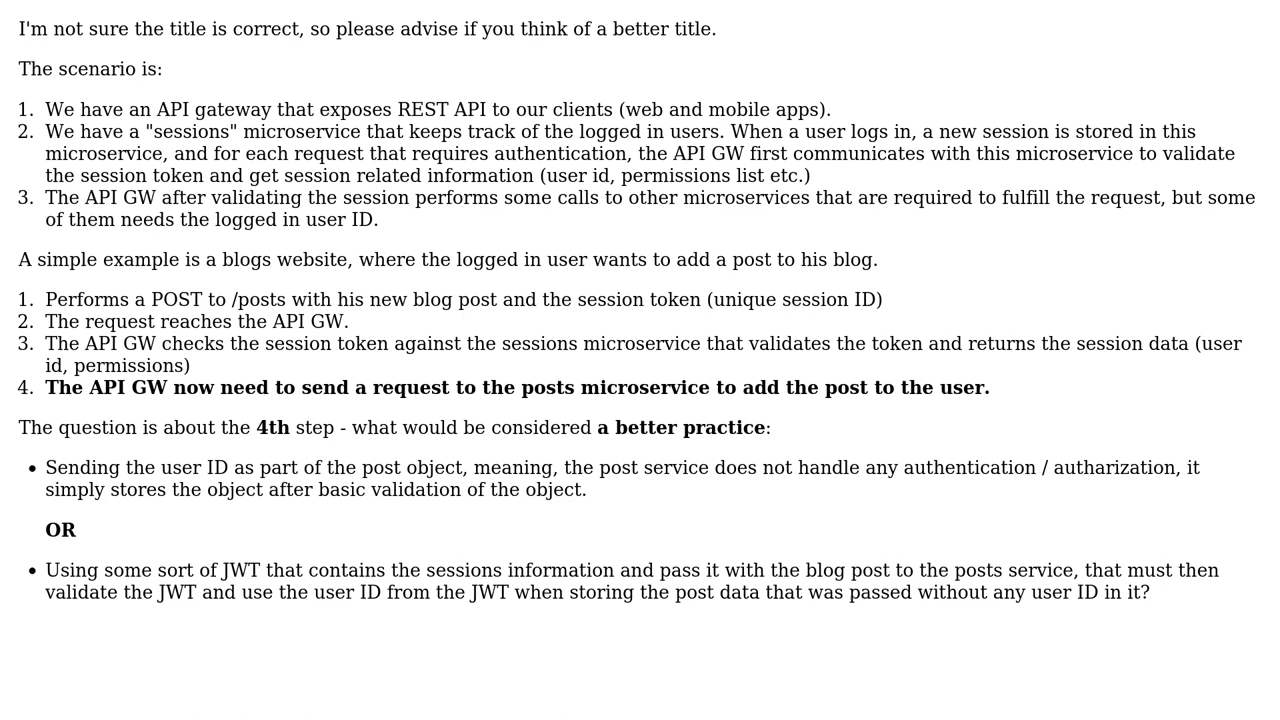 I'm not sure the title is correct, so please advise if you think of a better title.
The scenario is:
1. We have an API gateway that exposes REST API to our clients (web and mobile apps).
2. We have a "sessions" microservice that keeps track of the logged in users. When a user logs in, a new session is stored in this
microservice, and for each request that requires authentication, the API GW first communicates with this microservice to validate
the session token and get session related information (user id, permissions list etc.)
3. The API GW after validating the session performs some calls to other microservices that are required to fulfill the request, but some
of them needs the logged in user ID.
A simple example is a blogs website, where the logged in user wants to add a post to his blog.
1. Performs a POST to /posts with his new blog post and the session token (unique session ID)
2. The request reaches the API GW.
3. The API GW checks the session token against the sessions microservice that validates the token and returns the session data (user
id, permissions)
4. The API GW now need to send a request to the posts microservice to add the post to the user.
The question is about the 4th step - what would be considered a better practice:
• Sending the user ID as part of the post object, meaning, the post service does not handle any authentication / autharization, it
simply stores the object after basic validation of the object.
OR
• Using some sort of JWT that contains the sessions information and pass it with the blog post to the posts service, that must then
validate the JWT and use the user ID from the JWT when storing the post data that was passed without any user ID in it?